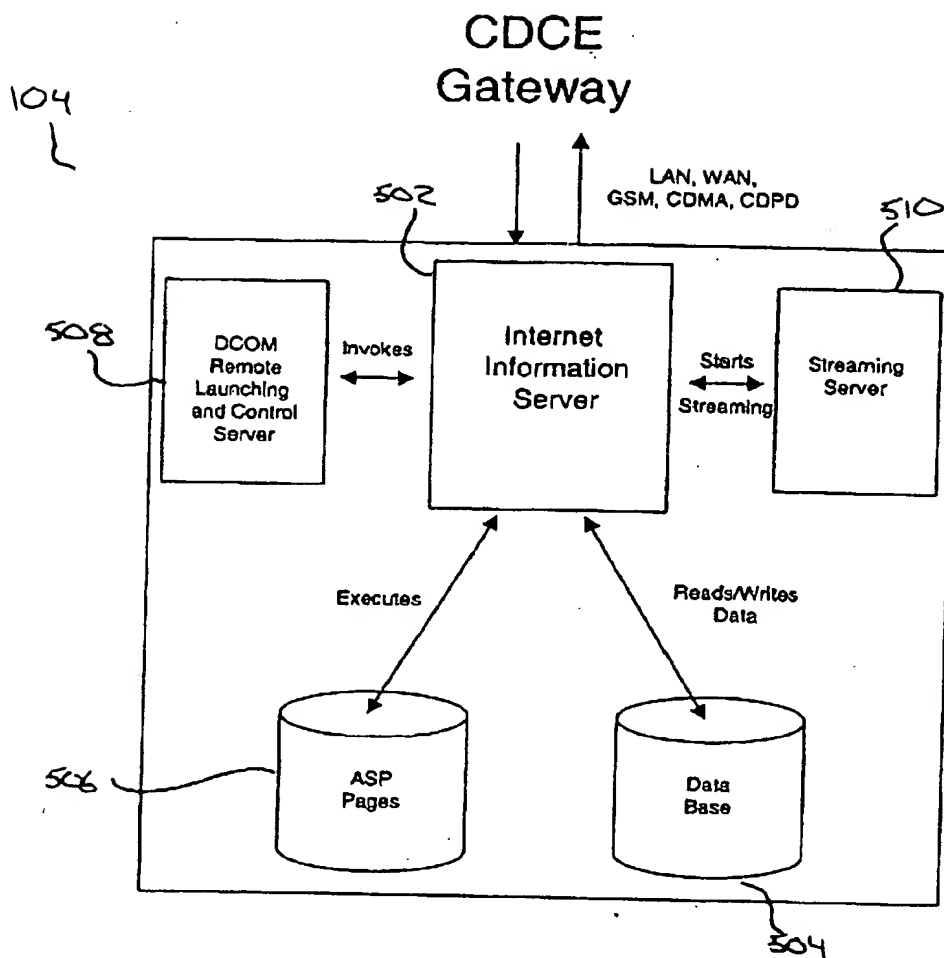 CDCE
Gateway
104
LAN, WAN,
GSM, CDMA, CDPD
502
510
508
DCOM
Remote
Launching
and Control
Server
Invokes
Internet
Information
Server
Starts
Streaming
Streaming
Server
Executes
Reads/Writes
Data
506
ASP
Pages
Data
Base
504